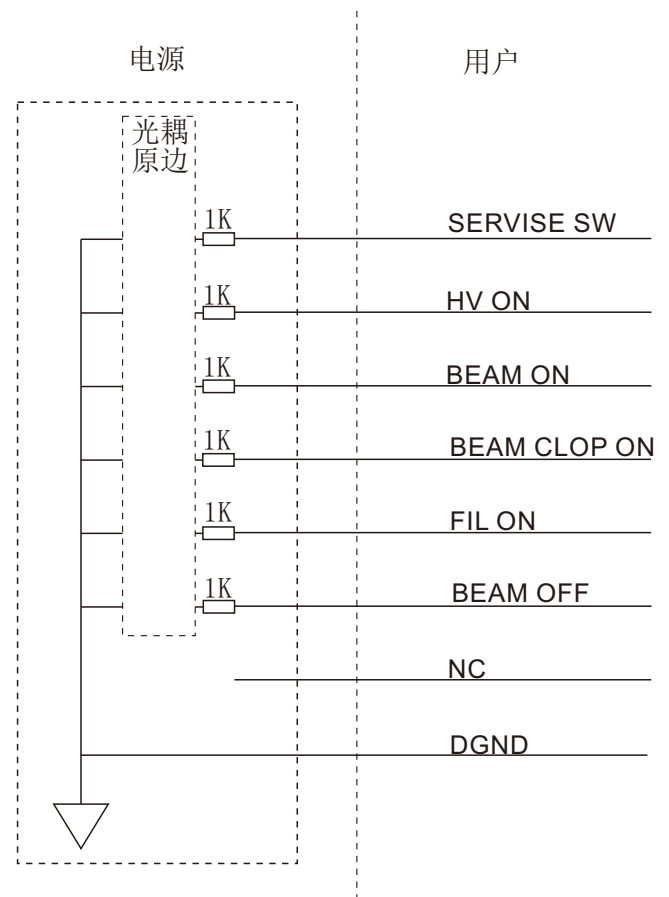 电源
用户
光耦
原边
1K
SERVISE SW
1K
HV ON
1K
BEAM ON
1K
BEAM CLOP ON
1K
FIL ON
1K
BEAM OFF
NC
DGND